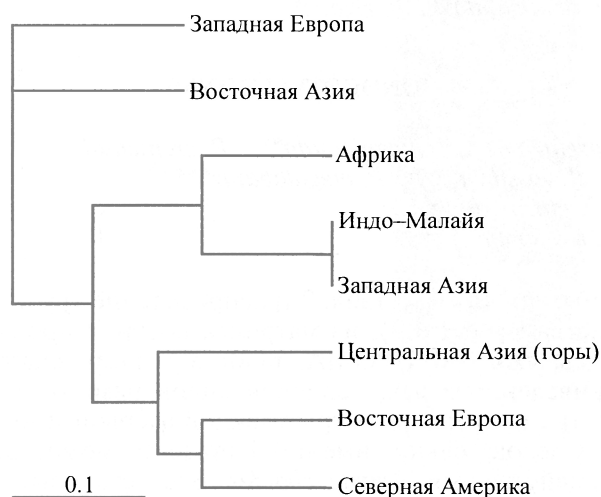 Западная Европа
Восточная Азия
Африка
Индо–Малайя
Западная Азия
Центральная Азия (горы)
Восточная Европа
0.1
Северная Америка